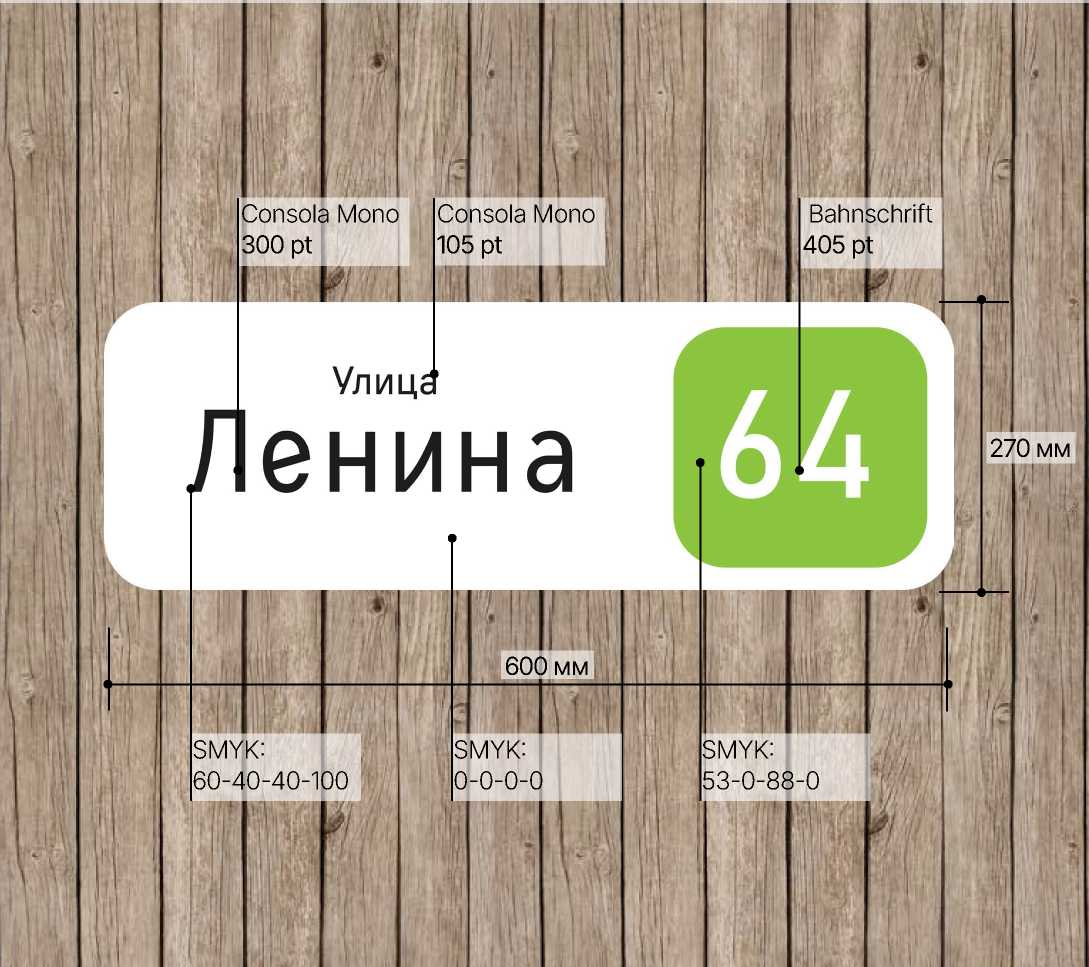 Consola Mono
300 pt
Consola Mono
105 pt
Bahnschrift
405 pt
Улица
Ленина
64
270 мм
600 мм
SMYK:
60-40-40-100
SMYK:
0-0-0-0
SMYK:
53-0-88-0